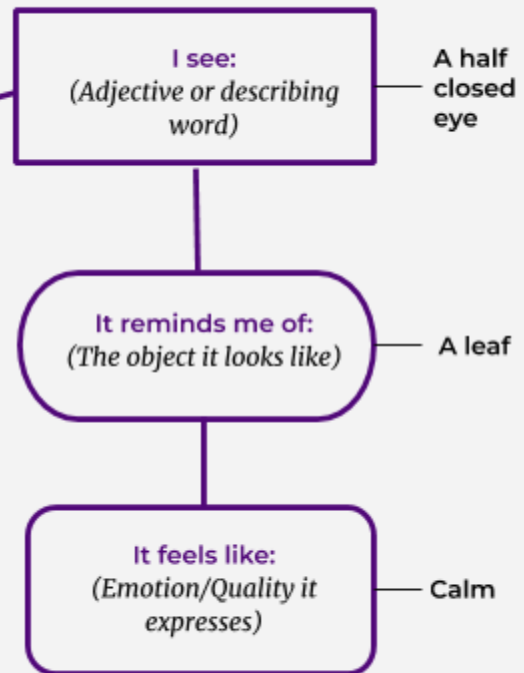 I see:
(Adjective or describing
word)
A half
closed
eye
It reminds me of:
(The object it looks like)
A leaf
It feels like:
(Emotion/Quality it
expresses)
Calm